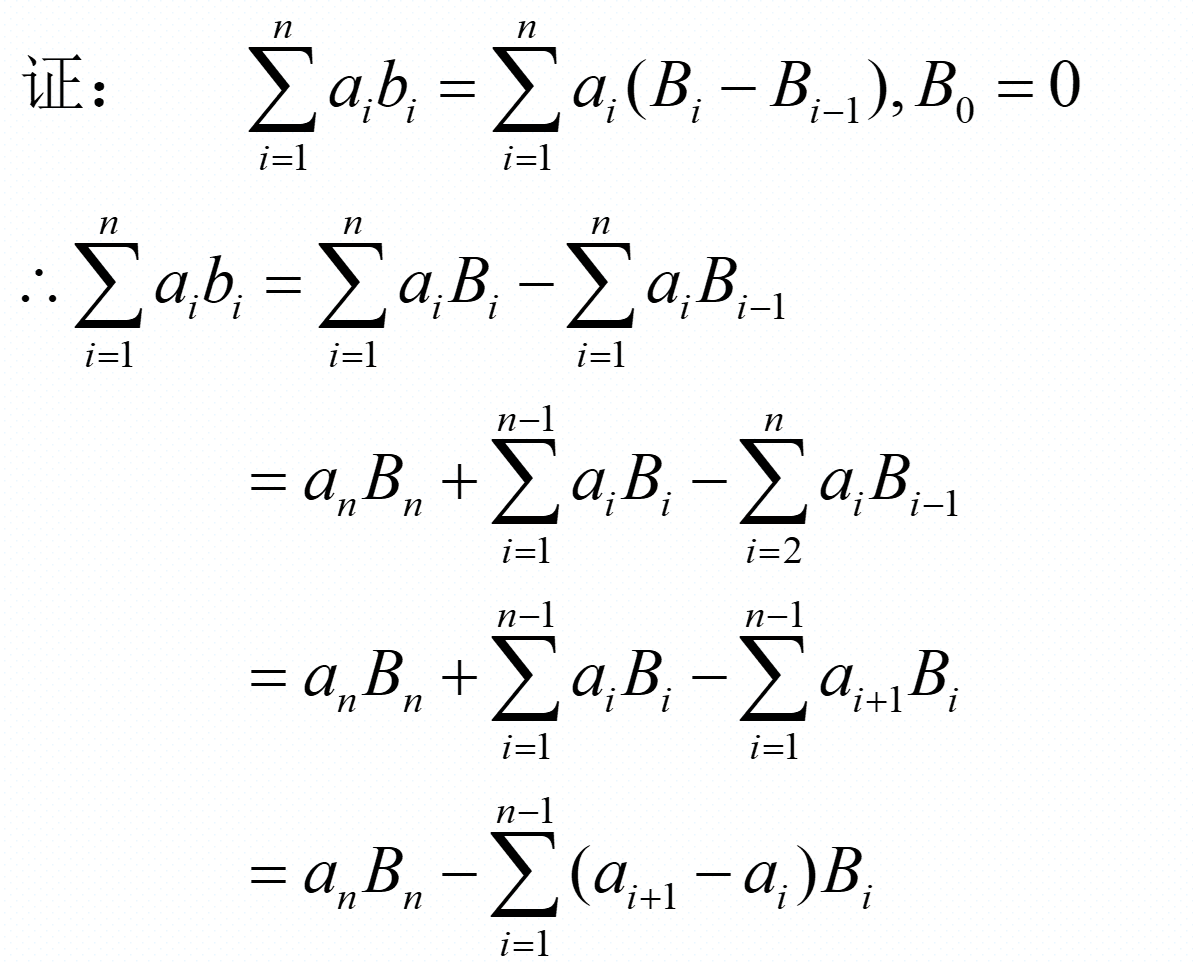 证： $\sum_{i=1}^{n} a_i b_i = \sum_{i=1}^{n} a_i (B_i - B_{i-1}), B_0 = 0$
$\therefore \sum_{i=1}^{n} a_i b_i = \sum_{i=1}^{n} a_i B_i - \sum_{i=1}^{n} a_i B_{i-1}$
$= a_n B_n + \sum_{i=1}^{n-1} a_i B_i - \sum_{i=2}^{n} a_i B_{i-1}$
$= a_n B_n + \sum_{i=1}^{n-1} a_i B_i - \sum_{i=1}^{n-1} a_{i+1} B_i$
$= a_n B_n - \sum_{i=1}^{n-1} (a_{i+1} - a_i) B_i$